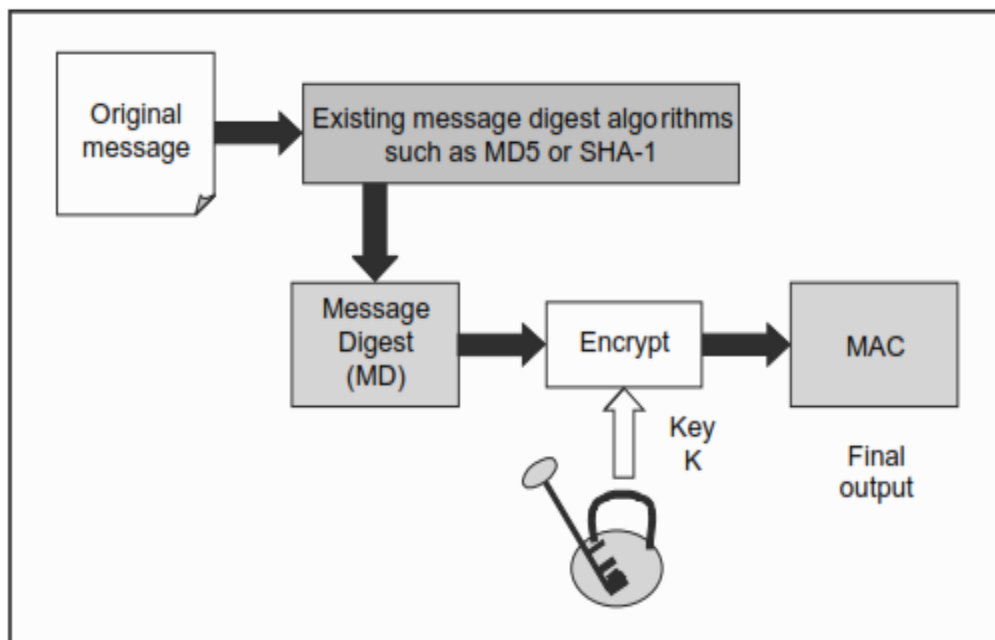 Original
message
Existing message digest algorithms
such as MD5 or SHA-1
Message
Digest
(MD)
Encrypt
MAC
Key
K
Final
output